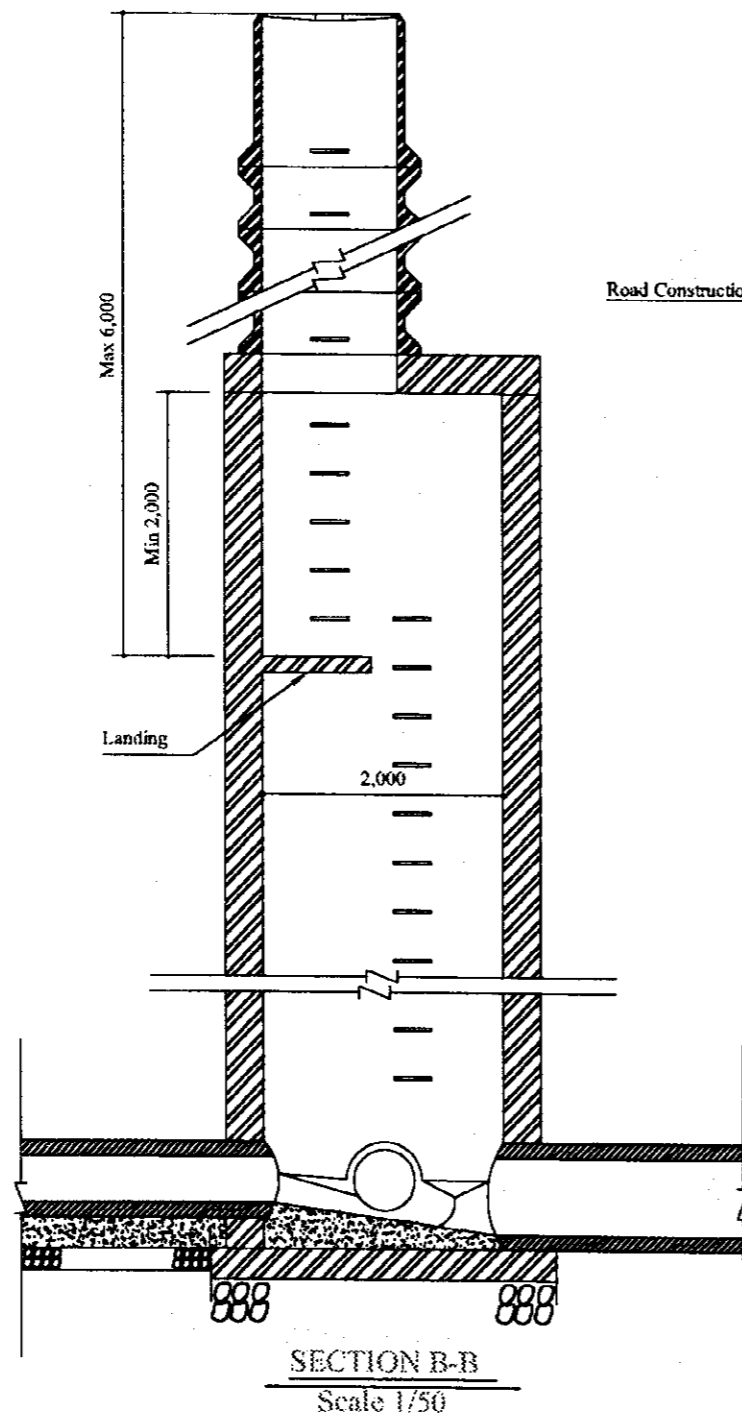 Max 6,000
Road Constructio
Min 2,000
Landing
2,000
SECTION B-B
Scale 1/50